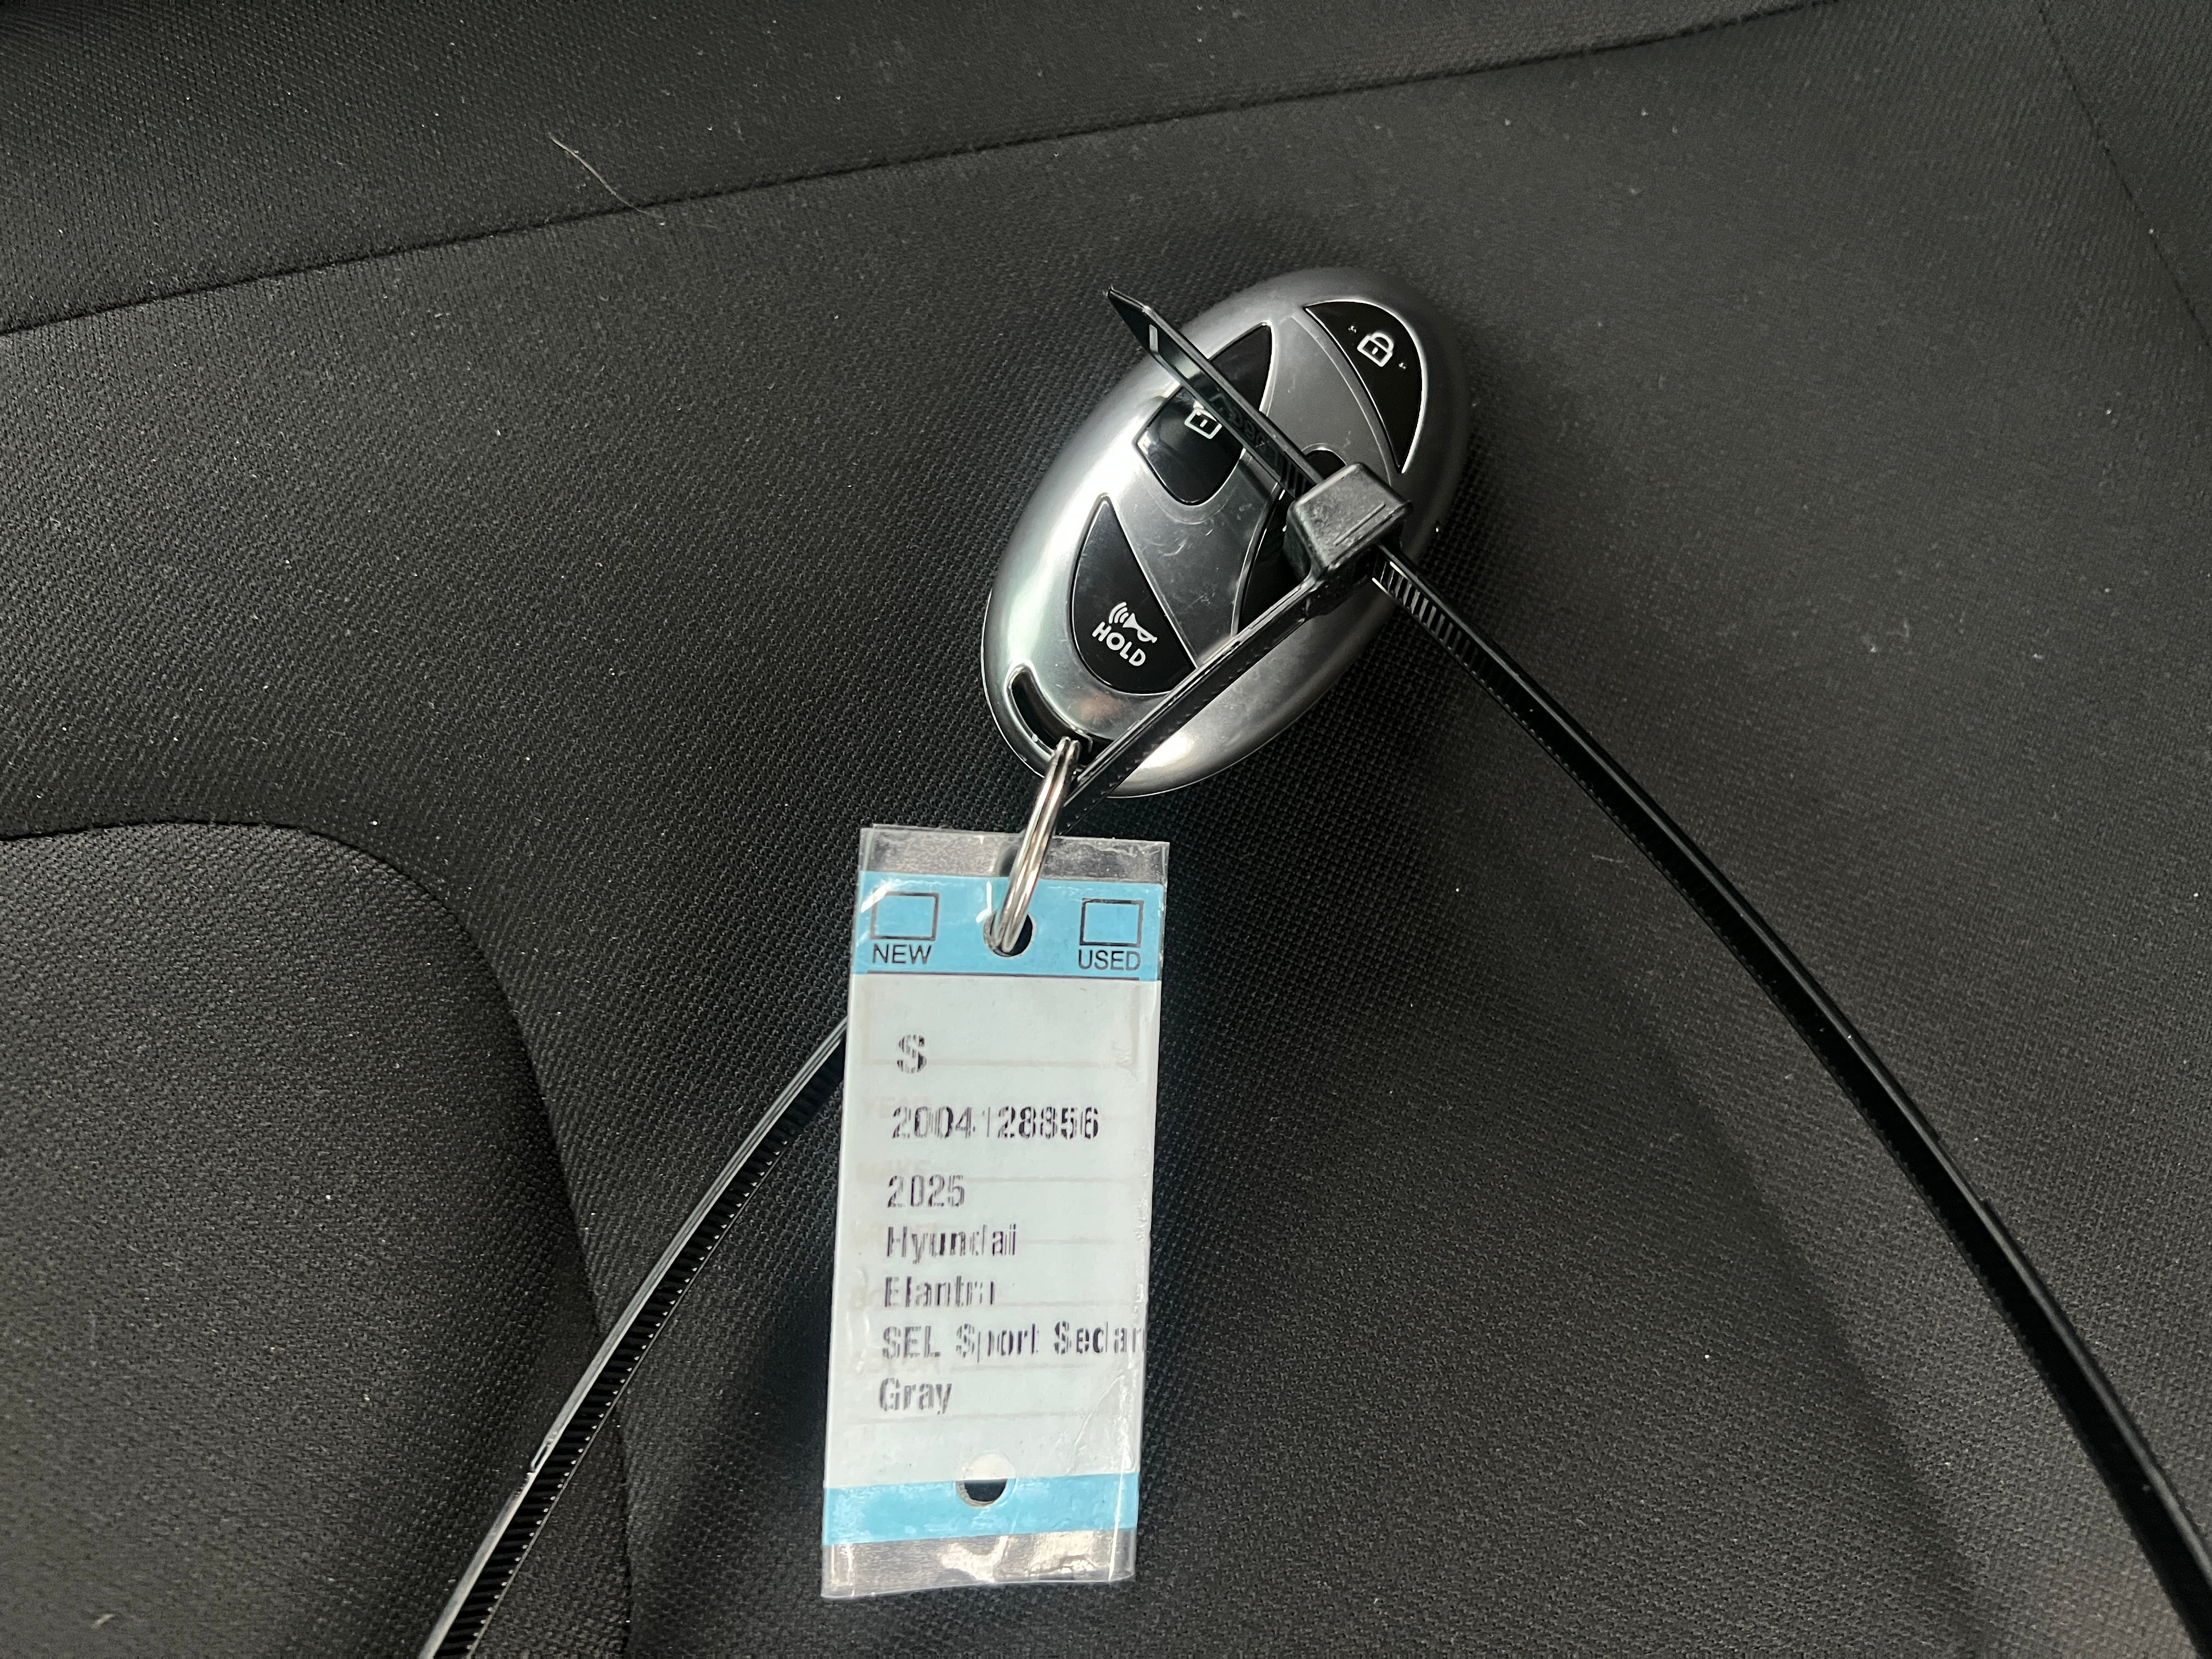 HOLD
NEW USED
S
2004128856
2025
Hyundai
Elantra
SEL Sport Sedan
Gray